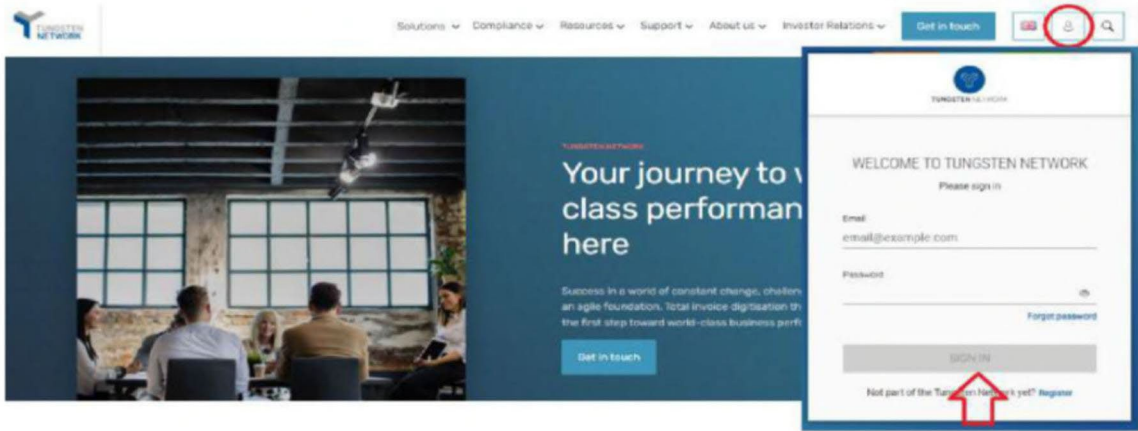 TUNGSTEN
NETWORK
Solutions Compliance Resources Support About us Investor Relations Get in touch
TUNGSTEN NETWORK
Your journey to
class performan
here
Success in a world of constant change, challen
an agile foundation. Total invoice digitisation th
the first step toward world-class business perf
Get in touch
TUNGSTEN NETWORK
WELCOME TO TUNGSTEN NETWORK
Please sign in
Email
email@example.com
Password
Forgot password
SIGN IN
Not part of the Tungsten Network yet? Register